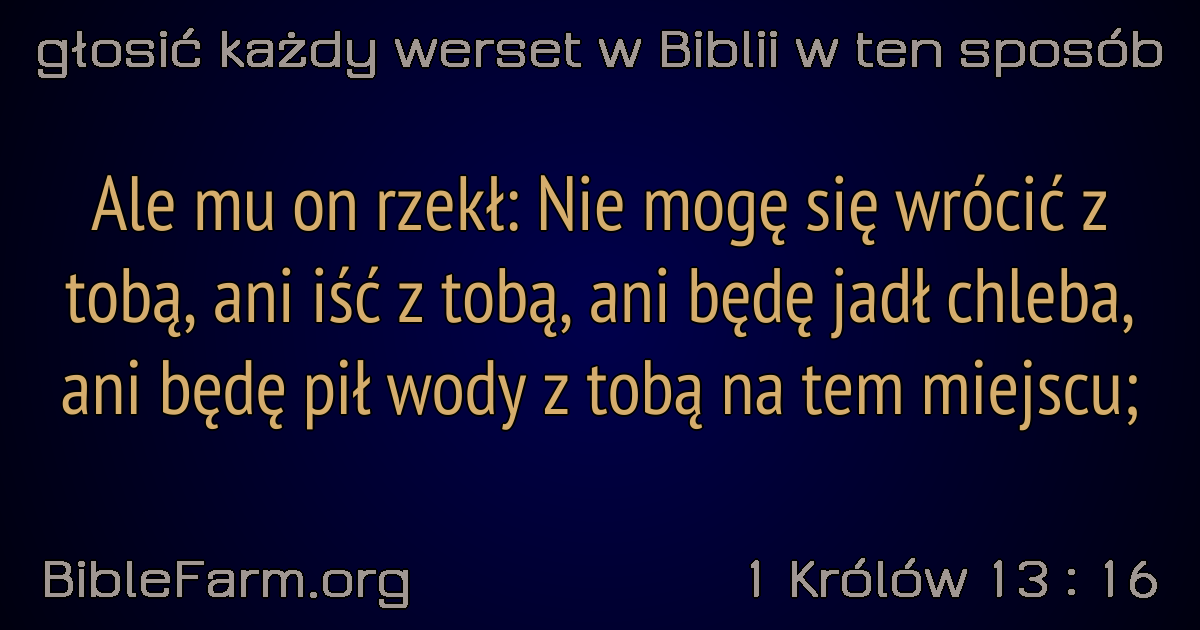 głosić każdy werset w Biblii w ten sposób
Ale mu on rzekł: Nie mogę się wrócić z
tobą, ani iść z tobą, ani będę jadł chleba,
ani będę pił wody z tobą na tem miejscu;
BibleFarm.org
1 Królów 13 : 16